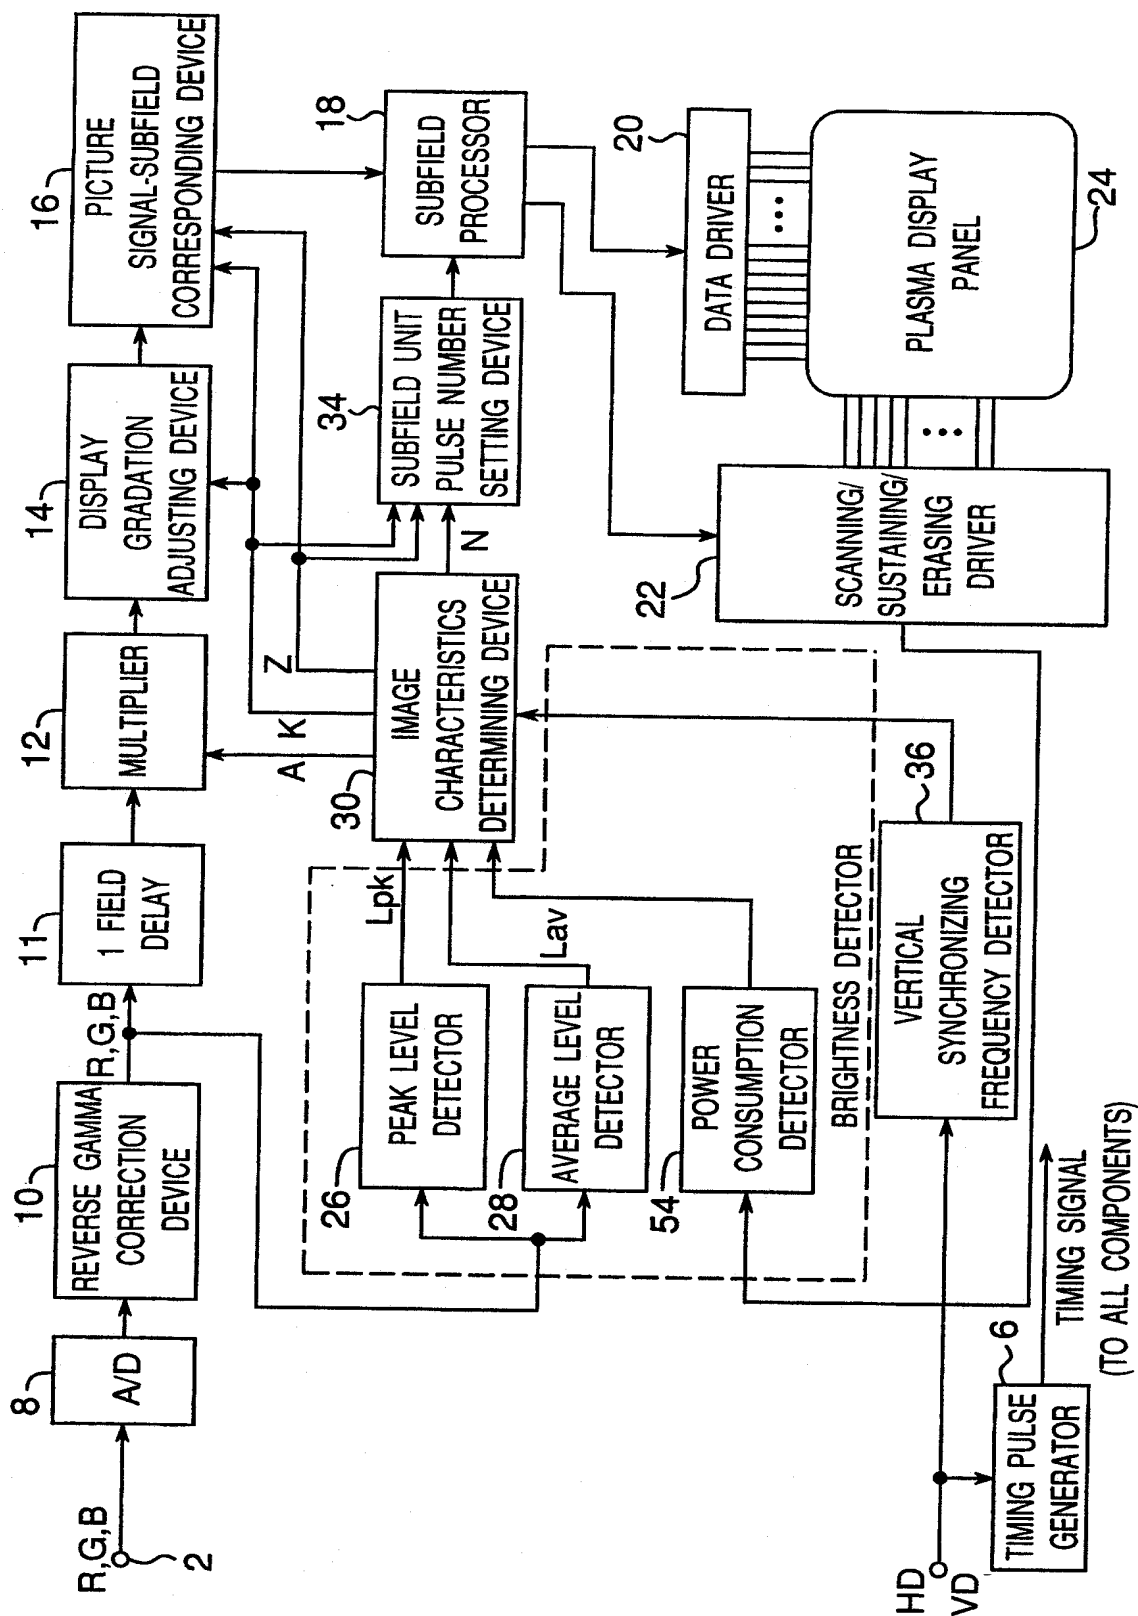 R,G,B
2
8
A/D
10
REVERSE GAMMA
CORRECTION
DEVICE
R,G,B
11
1 FIELD
DELAY
12
MULTIPLIER
14
DISPLAY
GRADATION
ADJUSTING DEVICE
16
PICTURE
SIGNAL-SUBFIELD
CORRESPONDING DEVICE
26
PEAK LEVEL
DETECTOR
Lpk
28
AVERAGE LEVEL
DETECTOR
Lav
54
POWER
CONSUMPTION
DETECTOR
BRIGHTNESS DETECTOR
30
IMAGE
CHARACTERISTICS
DETERMINING DEVICE
A
K
Z
N
34
SUBFIELD UNIT
PULSE NUMBER
SETTING DEVICE
18
SUBFIELD
PROCESSOR
20
DATA DRIVER
22
SCANNING/
SUSTAINING/
ERASING
DRIVER
PLASMA DISPLAY
PANEL
24
36
VERTICAL
SYNCHRONIZING
FREQUENCY DETECTOR
HD
VD
6
TIMING PULSE
GENERATOR
TIMING SIGNAL
(TO ALL COMPONENTS)